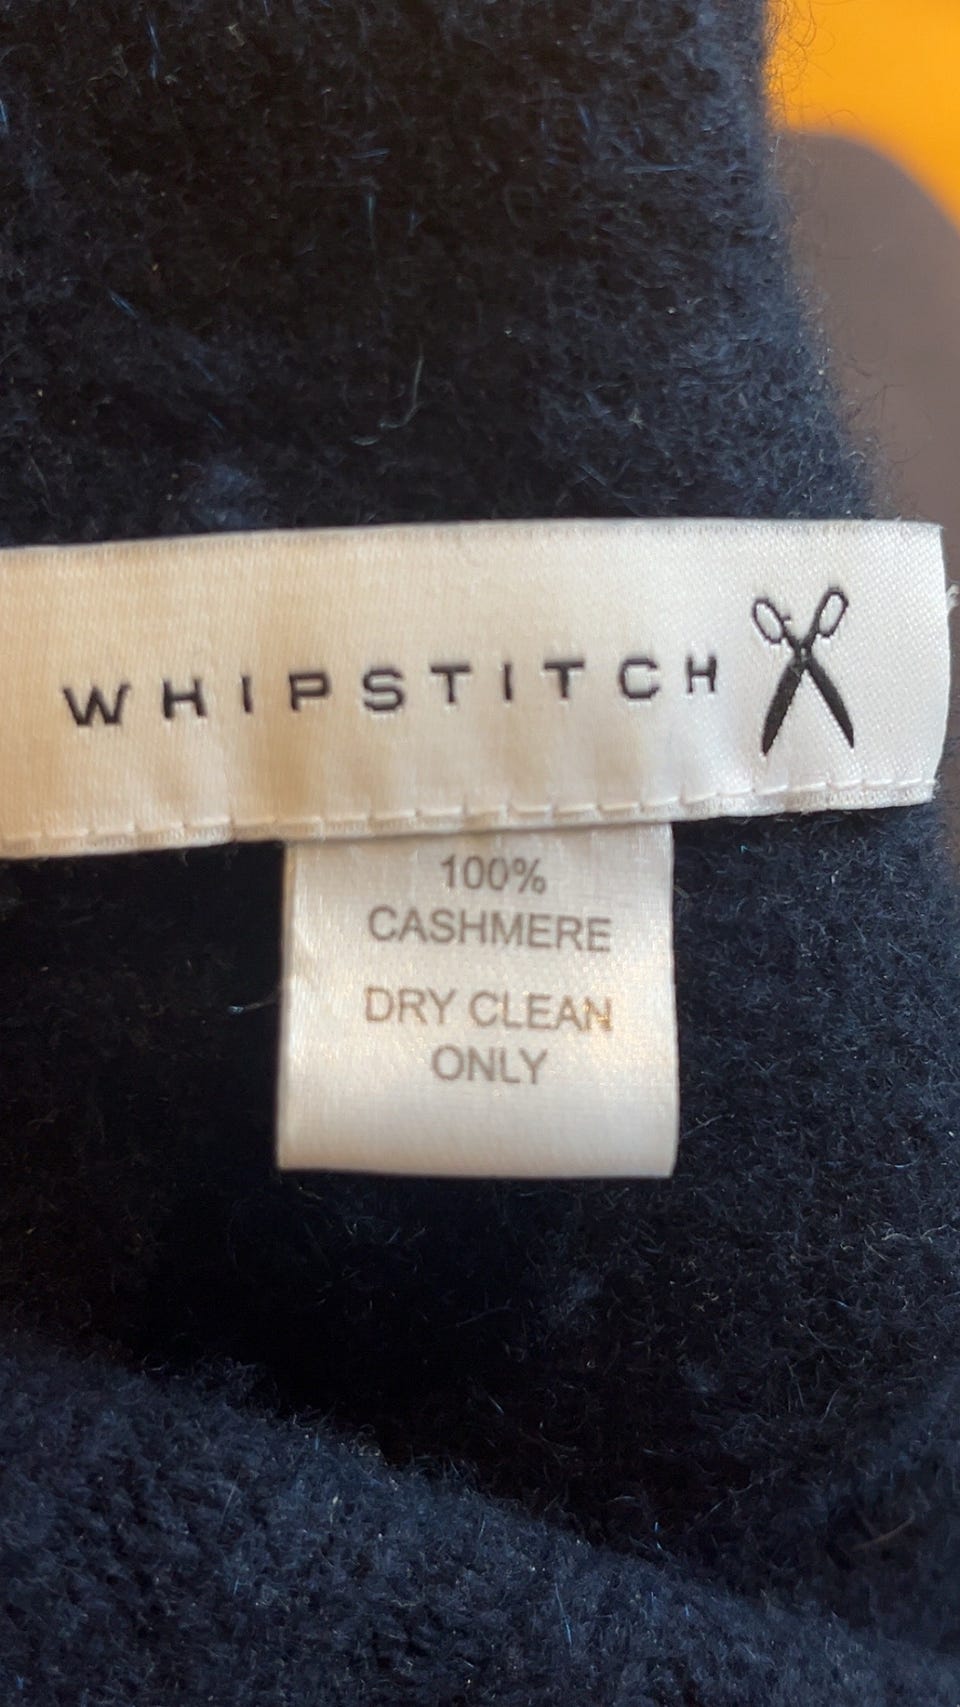 WHIPSTITCH
100%
CASHMERE
DRY CLEAN
ONLY